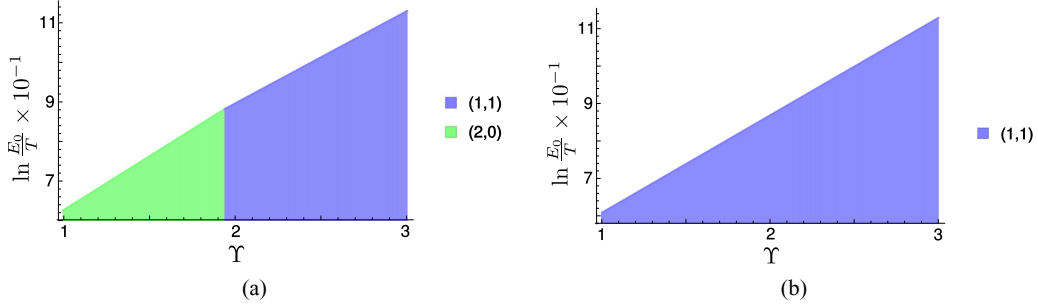 11
9
7
ln E₀/T × 10⁻¹
1
2
3
ϒ
(1,1)
(2,0)
(a)
11
9
7
ln E₀/T × 10⁻¹
1
2
3
ϒ
(1,1)
(b)